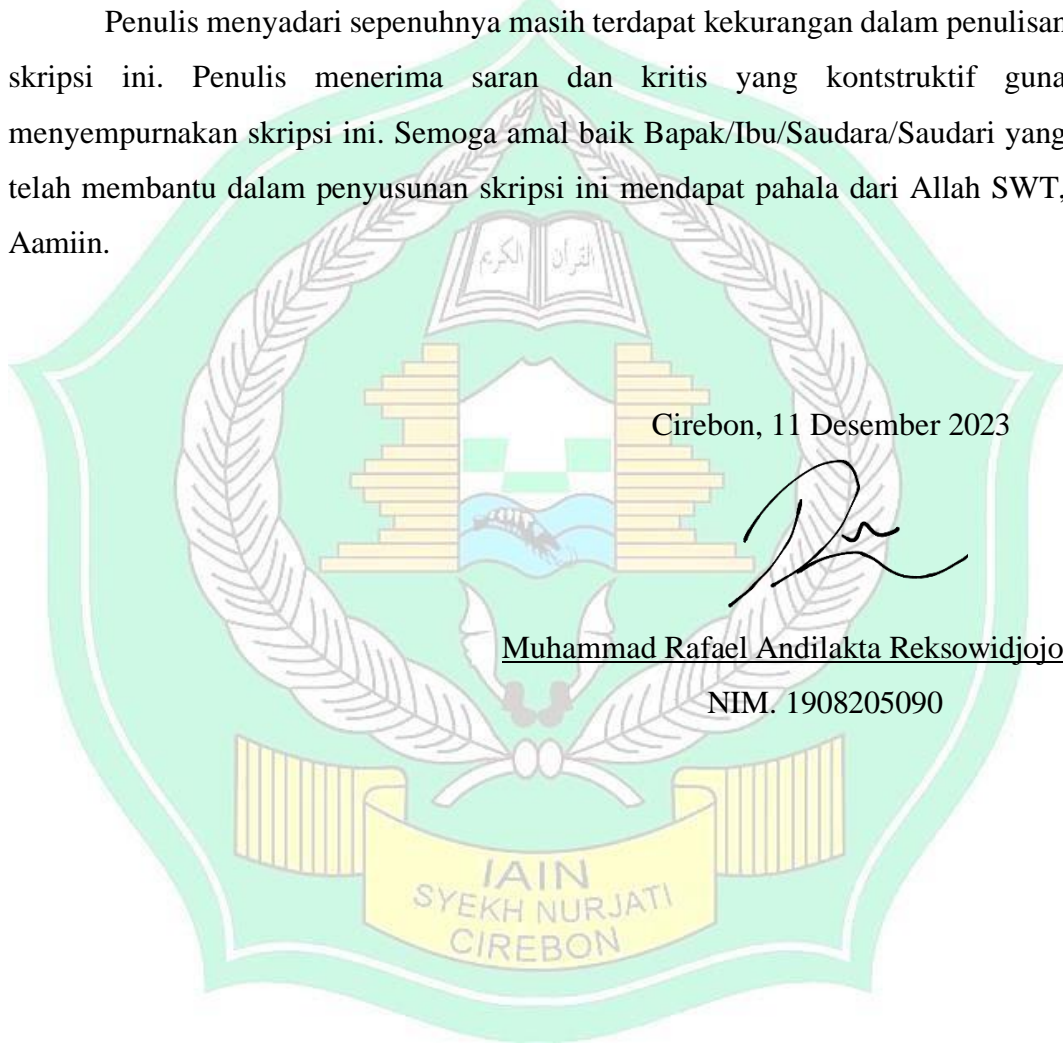 Penulis menyadari sepenuhnya masih terdapat kekurangan dalam penulisan
skripsi ini. Penulis menerima saran dan kritis yang kontstruktif guna
menyempurnakan skripsi ini. Semoga amal baik Bapak/Ibu/Saudara/Saudari yang
telah membantu dalam penyusunan skripsi ini mendapat pahala dari Allah SWT,
Aamiin.
القرآن الكريم
Cirebon, 11 Desember 2023
Muhammad Rafael Andilakta Reksowidjojo
NIM. 1908205090
IAIN
SYEKH NURJATI
CIREBON